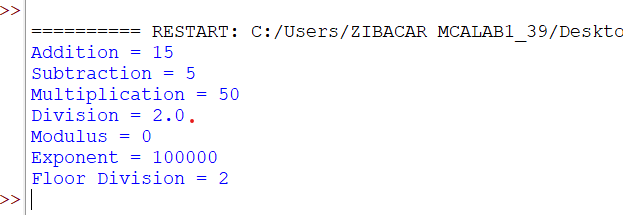 >>
========== RESTART: C:/Users/ZIBACAR MCALAB1_39/Deskto
Addition = 15
Subtraction = 5
Multiplication = 50
Division = 2.0
Modulus = 0
Exponent = 100000
Floor Division = 2
>>